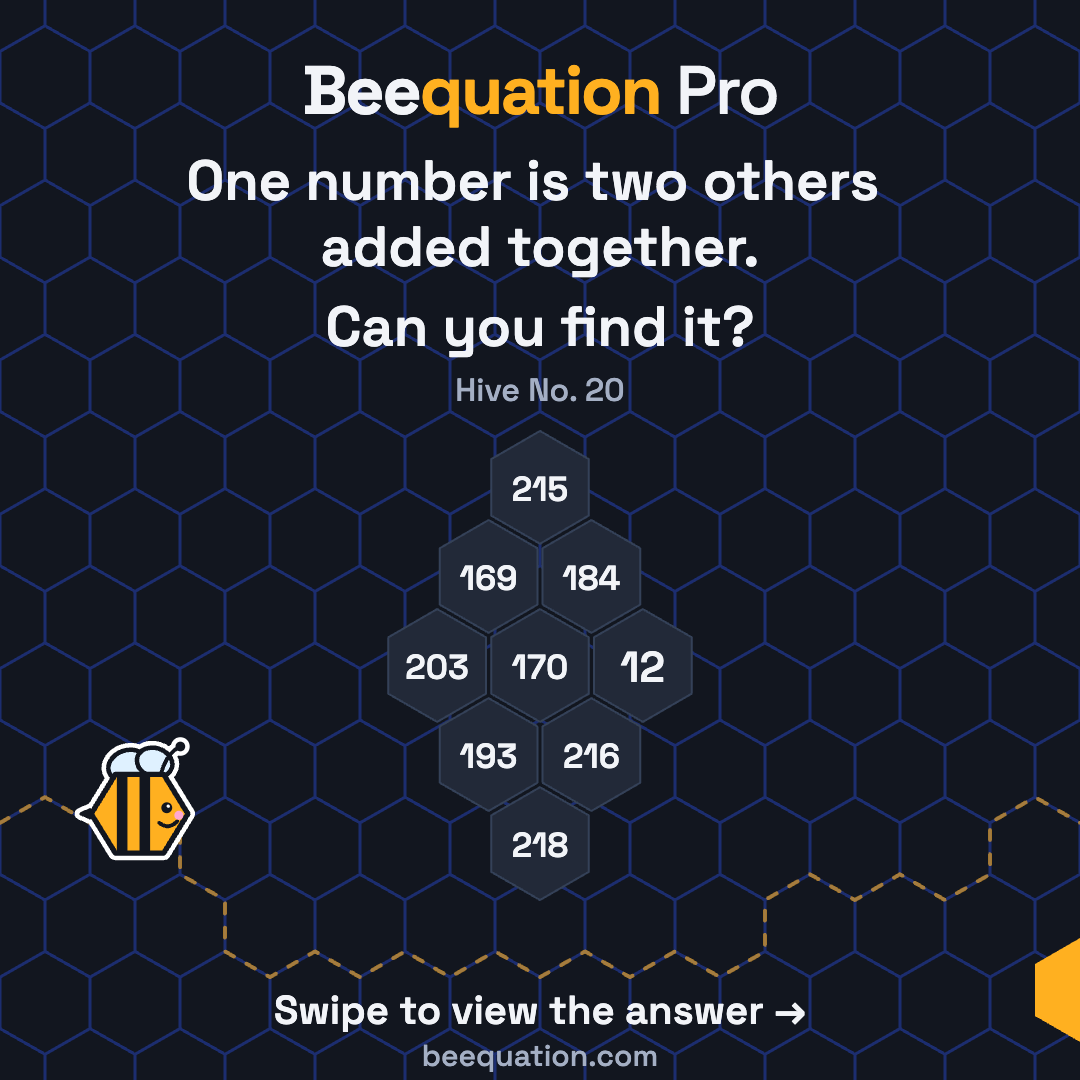 Beequation Pro
One number is two others
added together.
Can you find it?
Hive No. 20
215
169 184
203 170 12
193 216
218
Swipe to view the answer →
beequation.com